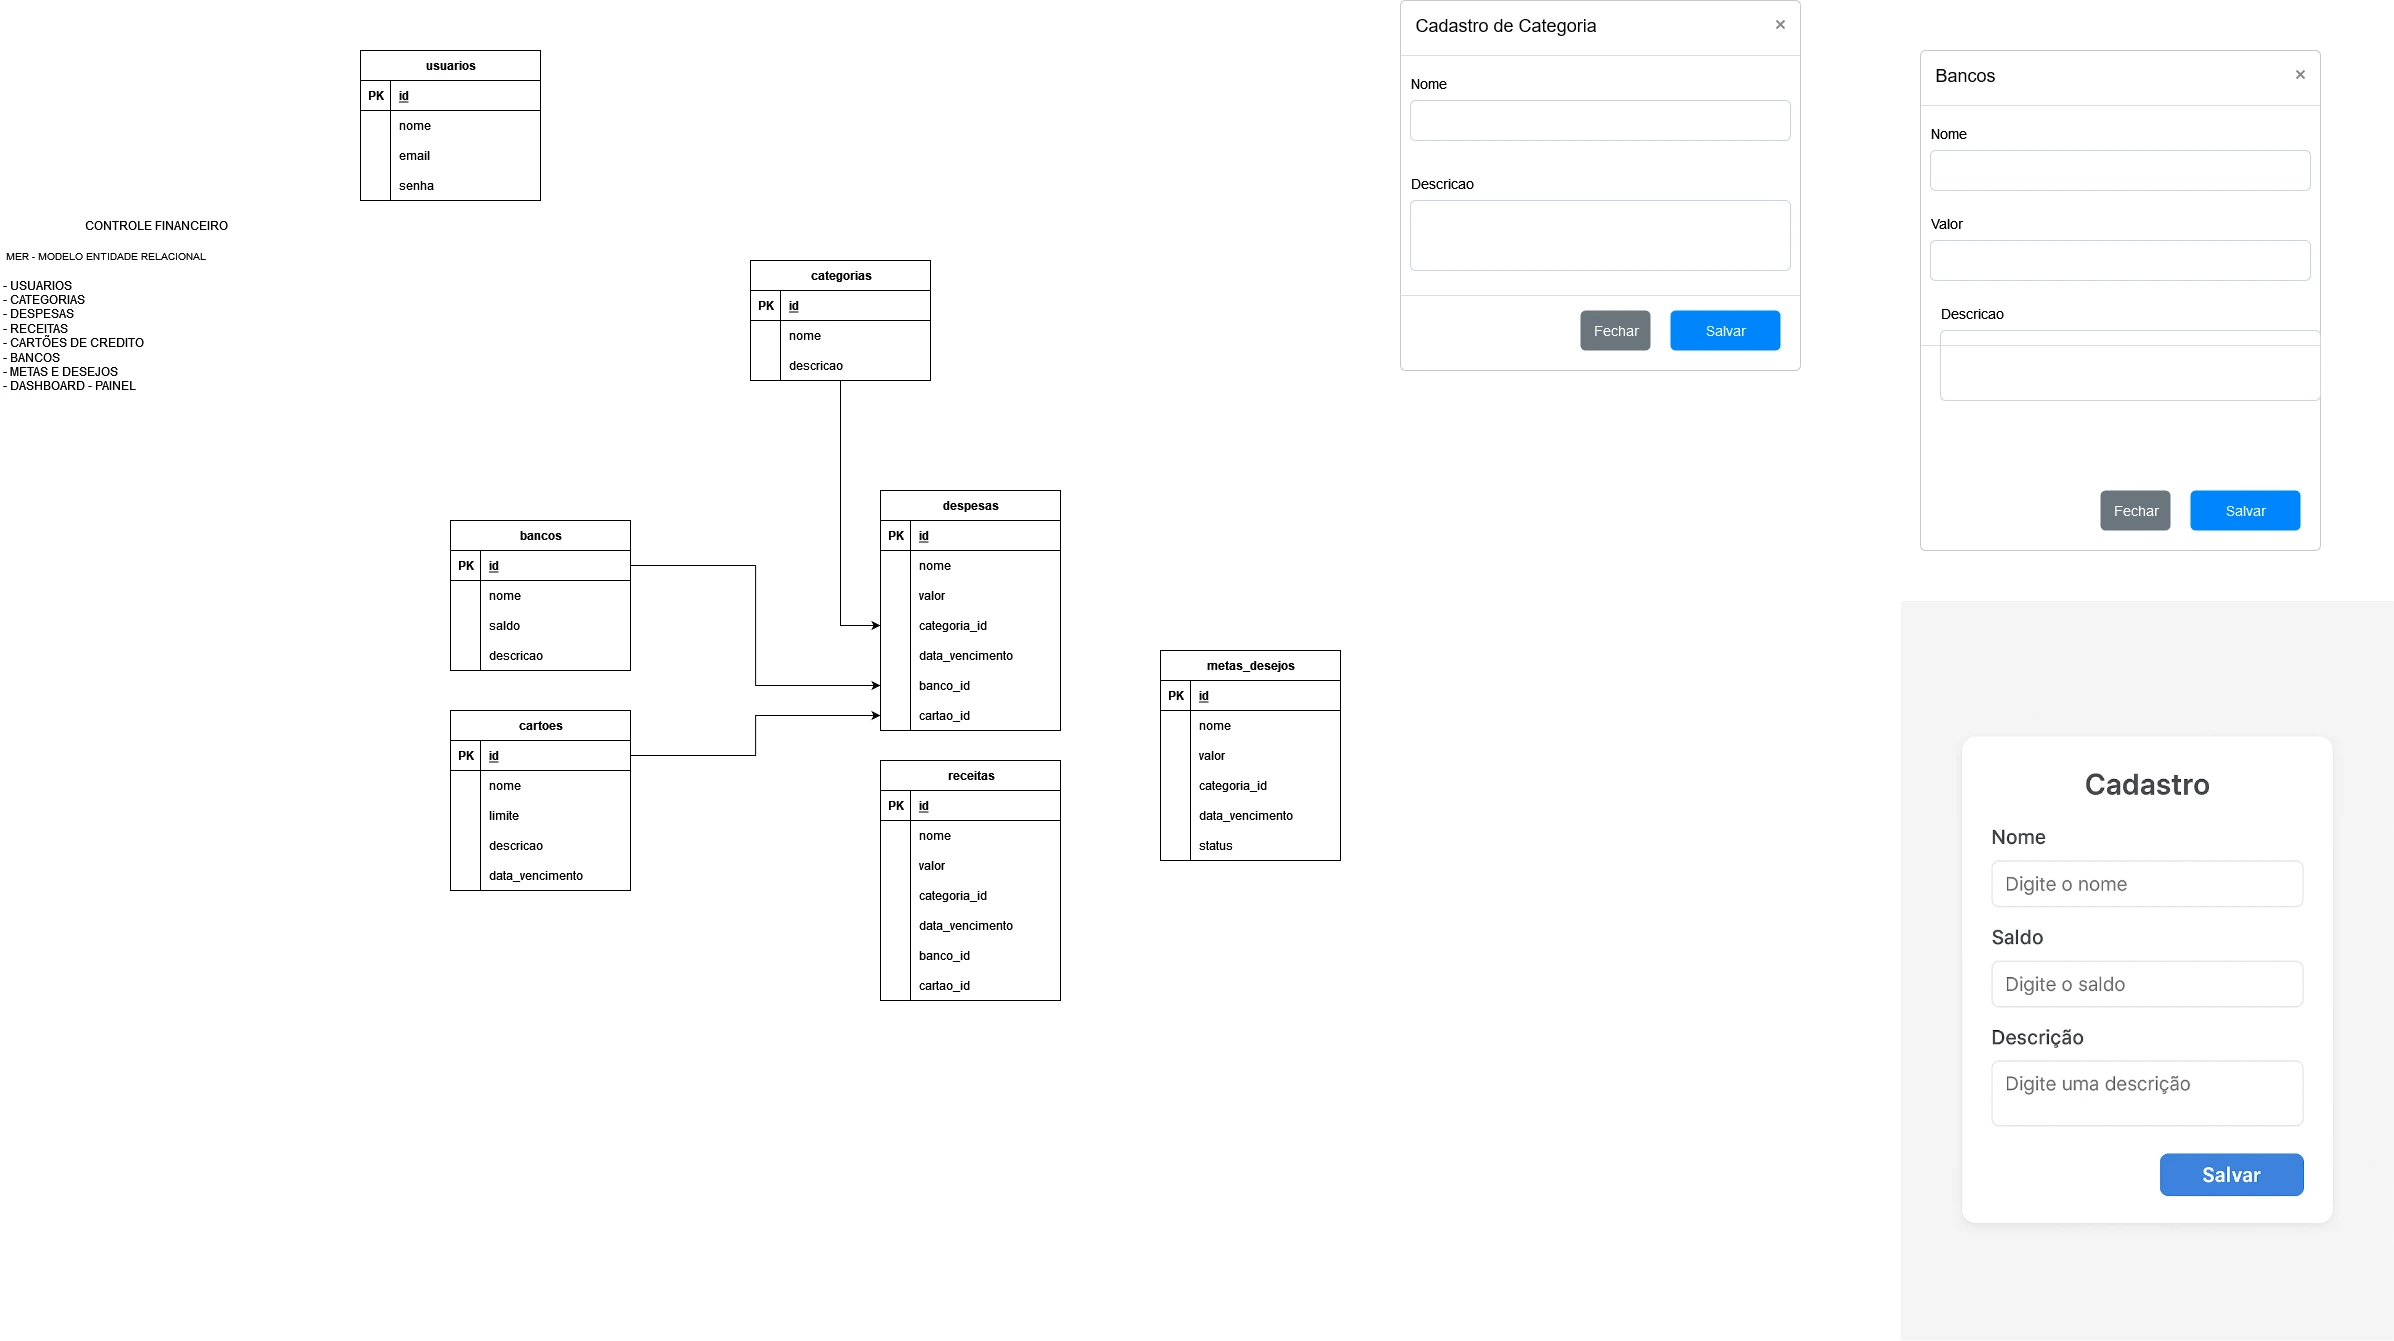 usuarios
PK id
nome
email
senha
CONTROLE FINANCEIRO
MER - MODELO ENTIDADE RELACIONAL
- USUARIOS
- CATEGORIAS
- DESPESAS
- RECEITAS
- CARTÕES DE CREDITO
- BANCOS
- METAS E DESEJOS
- DASHBOARD - PAINEL
categorias
PK id
nome
descricao
bancos
PK id
nome
saldo
descricao
cartoes
PK id
nome
limite
descricao
data_vencimento
despesas
PK id
nome
valor
categoria_id
data_vencimento
banco_id
cartao_id
receitas
PK id
nome
valor
categoria_id
data_vencimento
banco_id
cartao_id
metas_desejos
PK id
nome
valor
categoria_id
data_vencimento
status
Cadastro de Categoria ×
Nome
Descricao
Fechar Salvar
Bancos ×
Nome
Valor
Descricao
Fechar Salvar
Cadastro
Nome
Digite o nome
Saldo
Digite o saldo
Descrição
Digite uma descrição
Salvar